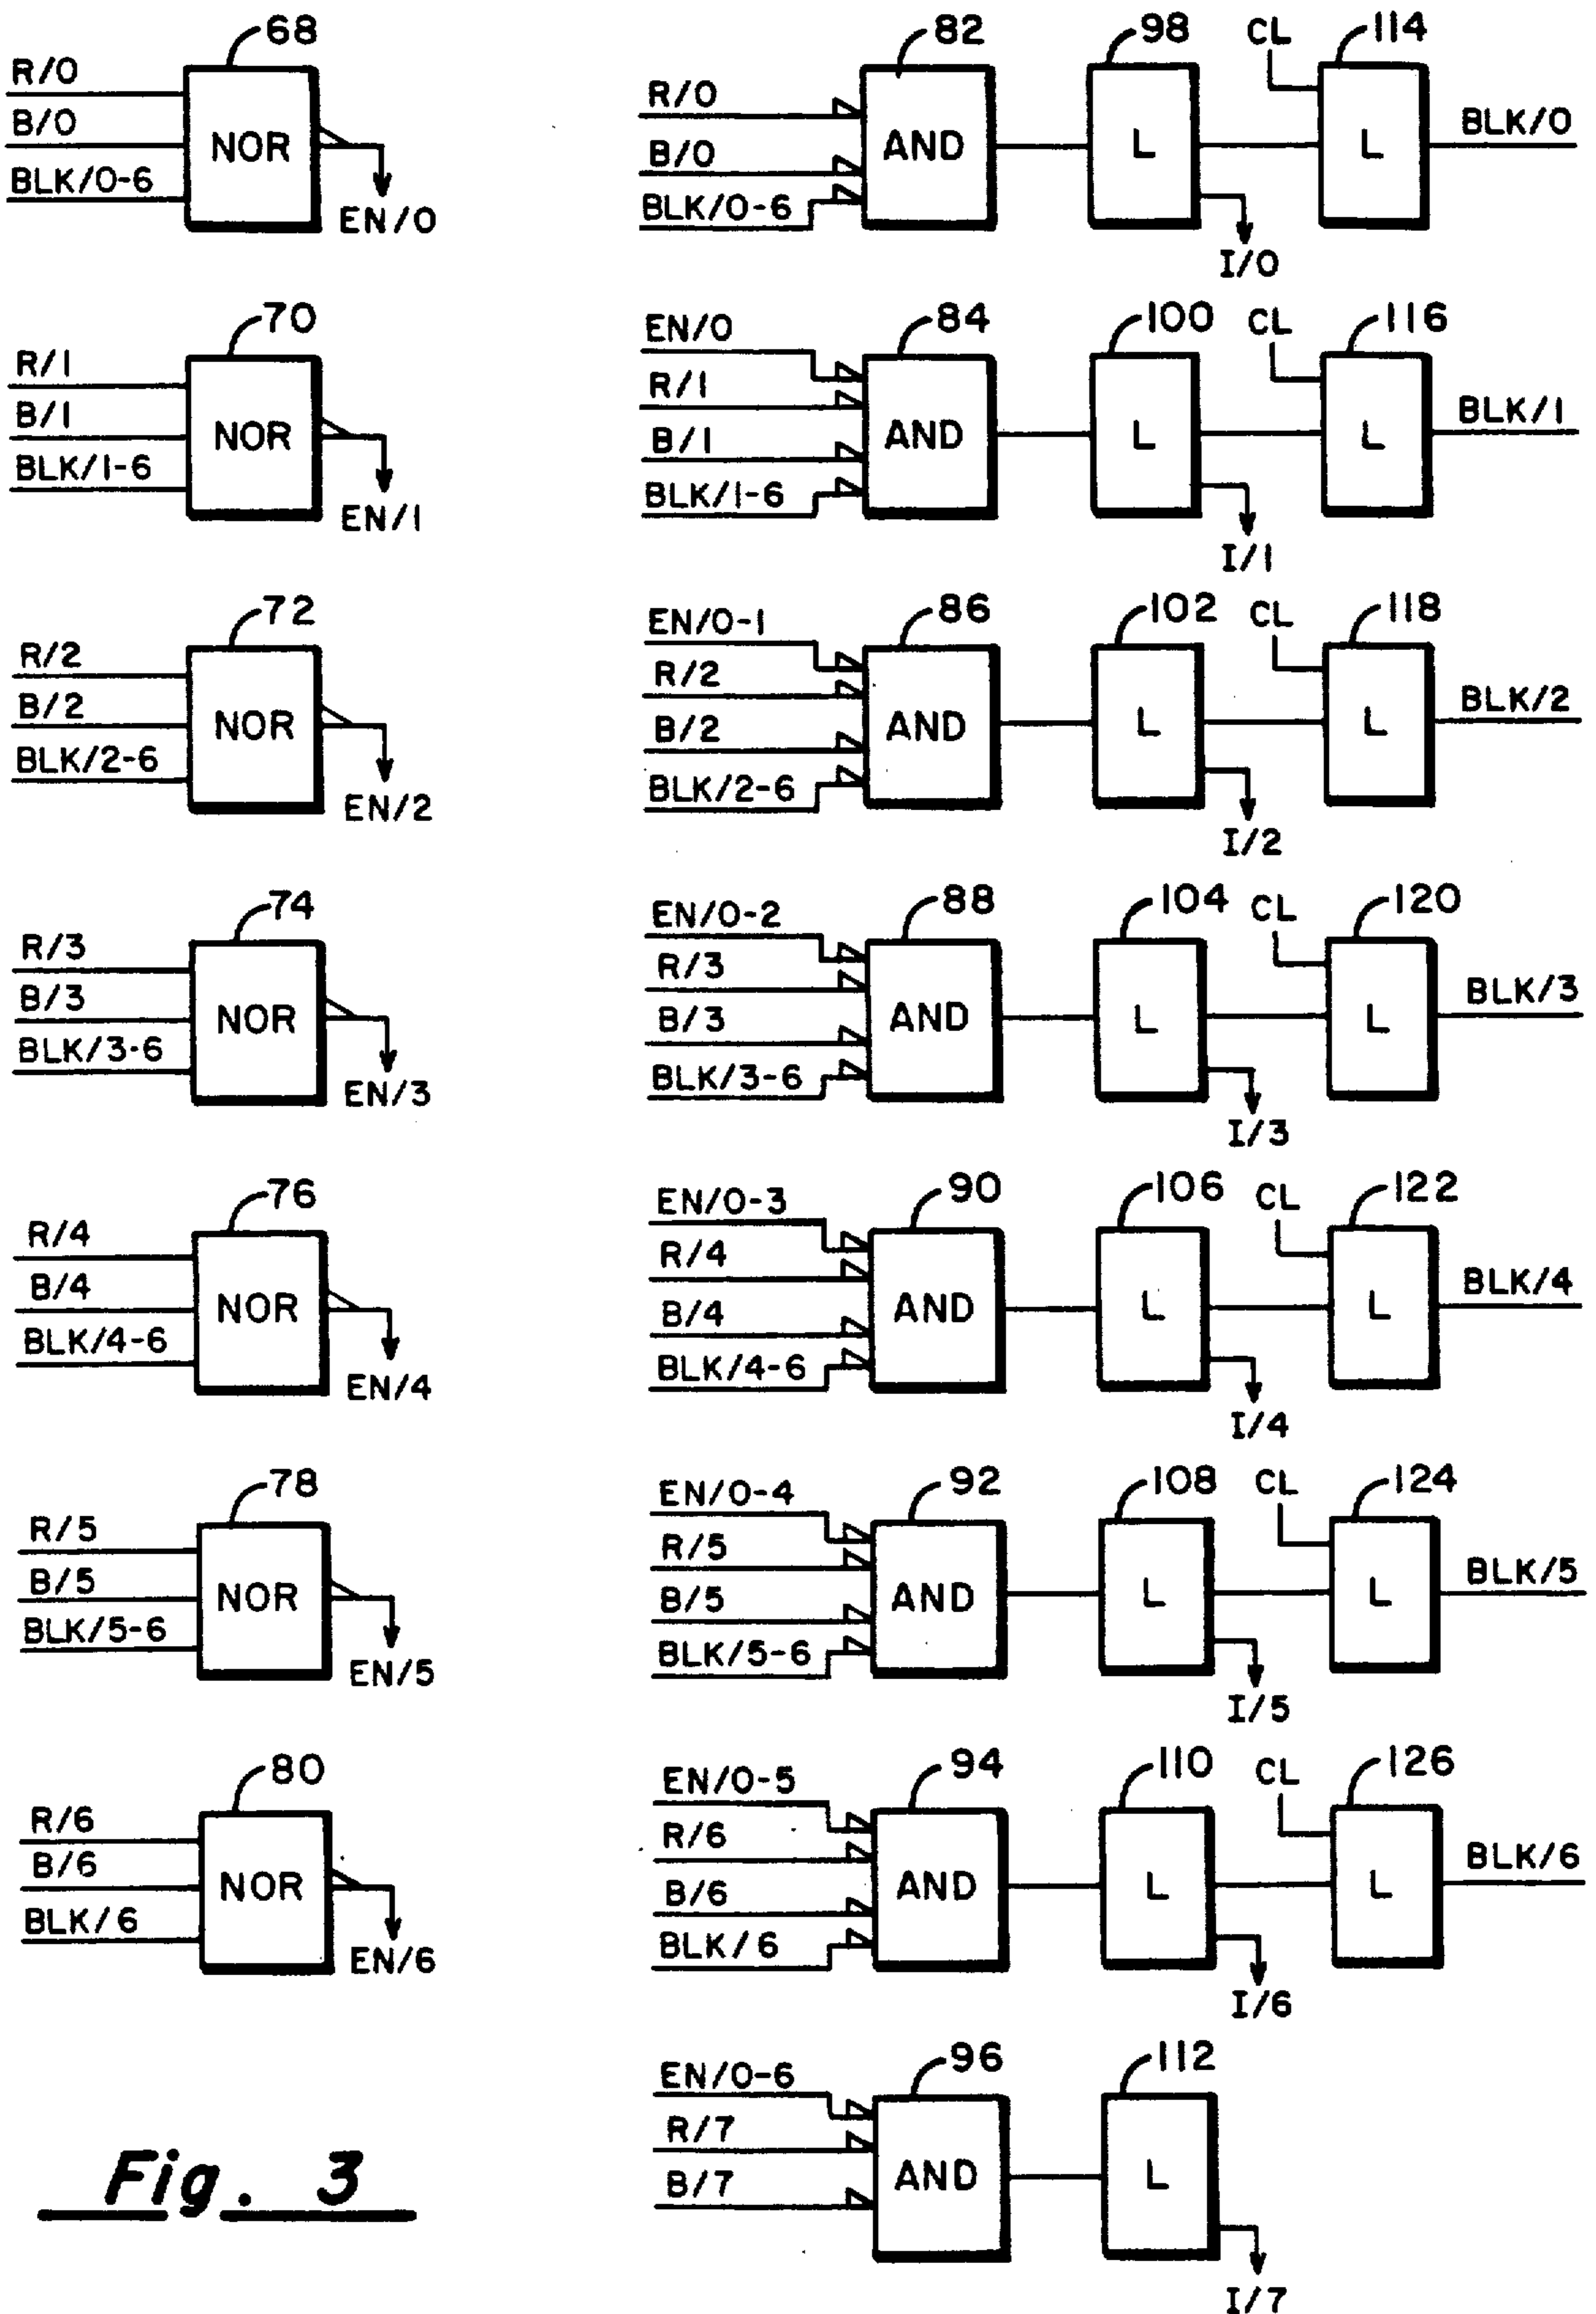 68
R/0
B/0
BLK/0-6
NOR
EN/0
82
R/0
B/0
BLK/0-6
AND
98
L
I/0
CL
114
L
BLK/0
70
R/1
B/1
BLK/1-6
NOR
EN/1
84
EN/0
R/1
B/1
BLK/1-6
AND
100
L
I/1
CL
116
L
BLK/1
72
R/2
B/2
BLK/2-6
NOR
EN/2
86
EN/0-1
R/2
B/2
BLK/2-6
AND
102
L
I/2
CL
118
L
BLK/2
74
R/3
B/3
BLK/3-6
NOR
EN/3
88
EN/0-2
R/3
B/3
BLK/3-6
AND
104
L
I/3
CL
120
L
BLK/3
76
R/4
B/4
BLK/4-6
NOR
EN/4
90
EN/0-3
R/4
B/4
BLK/4-6
AND
106
L
I/4
CL
122
L
BLK/4
78
R/5
B/5
BLK/5-6
NOR
EN/5
92
EN/0-4
R/5
B/5
BLK/5-6
AND
108
L
I/5
CL
124
L
BLK/5
80
R/6
B/6
BLK/6
NOR
EN/6
94
EN/0-5
R/6
B/6
BLK/6
AND
110
L
I/6
CL
126
L
BLK/6
96
EN/0-6
R/7
B/7
AND
112
L
I/7
Fig. 3